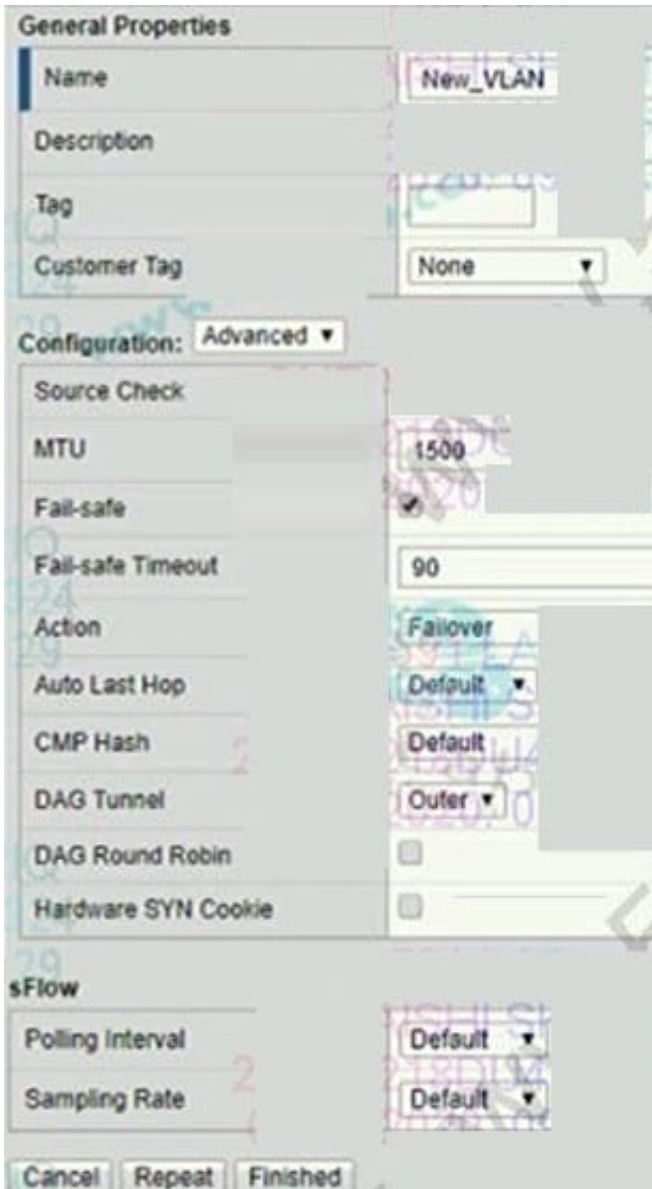 General Properties
Name New_VLAN
Description
Tag
Customer Tag None
Configuration: Advanced
Source Check
MTU 1500
Fail-safe
Fail-safe Timeout 90
Action Failover
Auto Last Hop Default
CMP Hash Default
DAG Tunnel Outer
DAG Round Robin
Hardware SYN Cookie
sFlow
Polling Interval Default
Sampling Rate Default
Cancel Repeat Finished